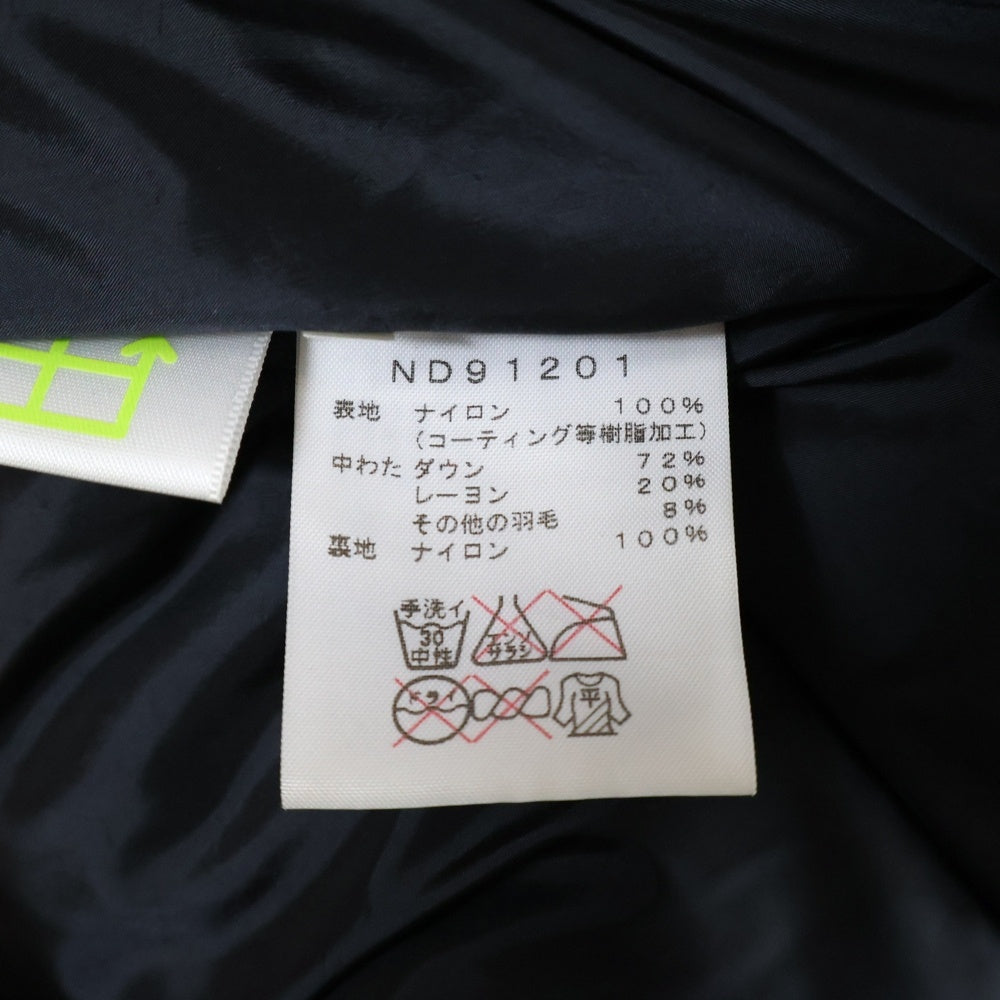 ND91201
表地 ナイロン 100%
(コーティング等樹脂加工)
中わた ダウン 72%
レーヨン 20%
その他の羽毛 8%
裏地 ナイロン 100%
手洗イ
30
中性
エンソ
サラシ
ドライ
平